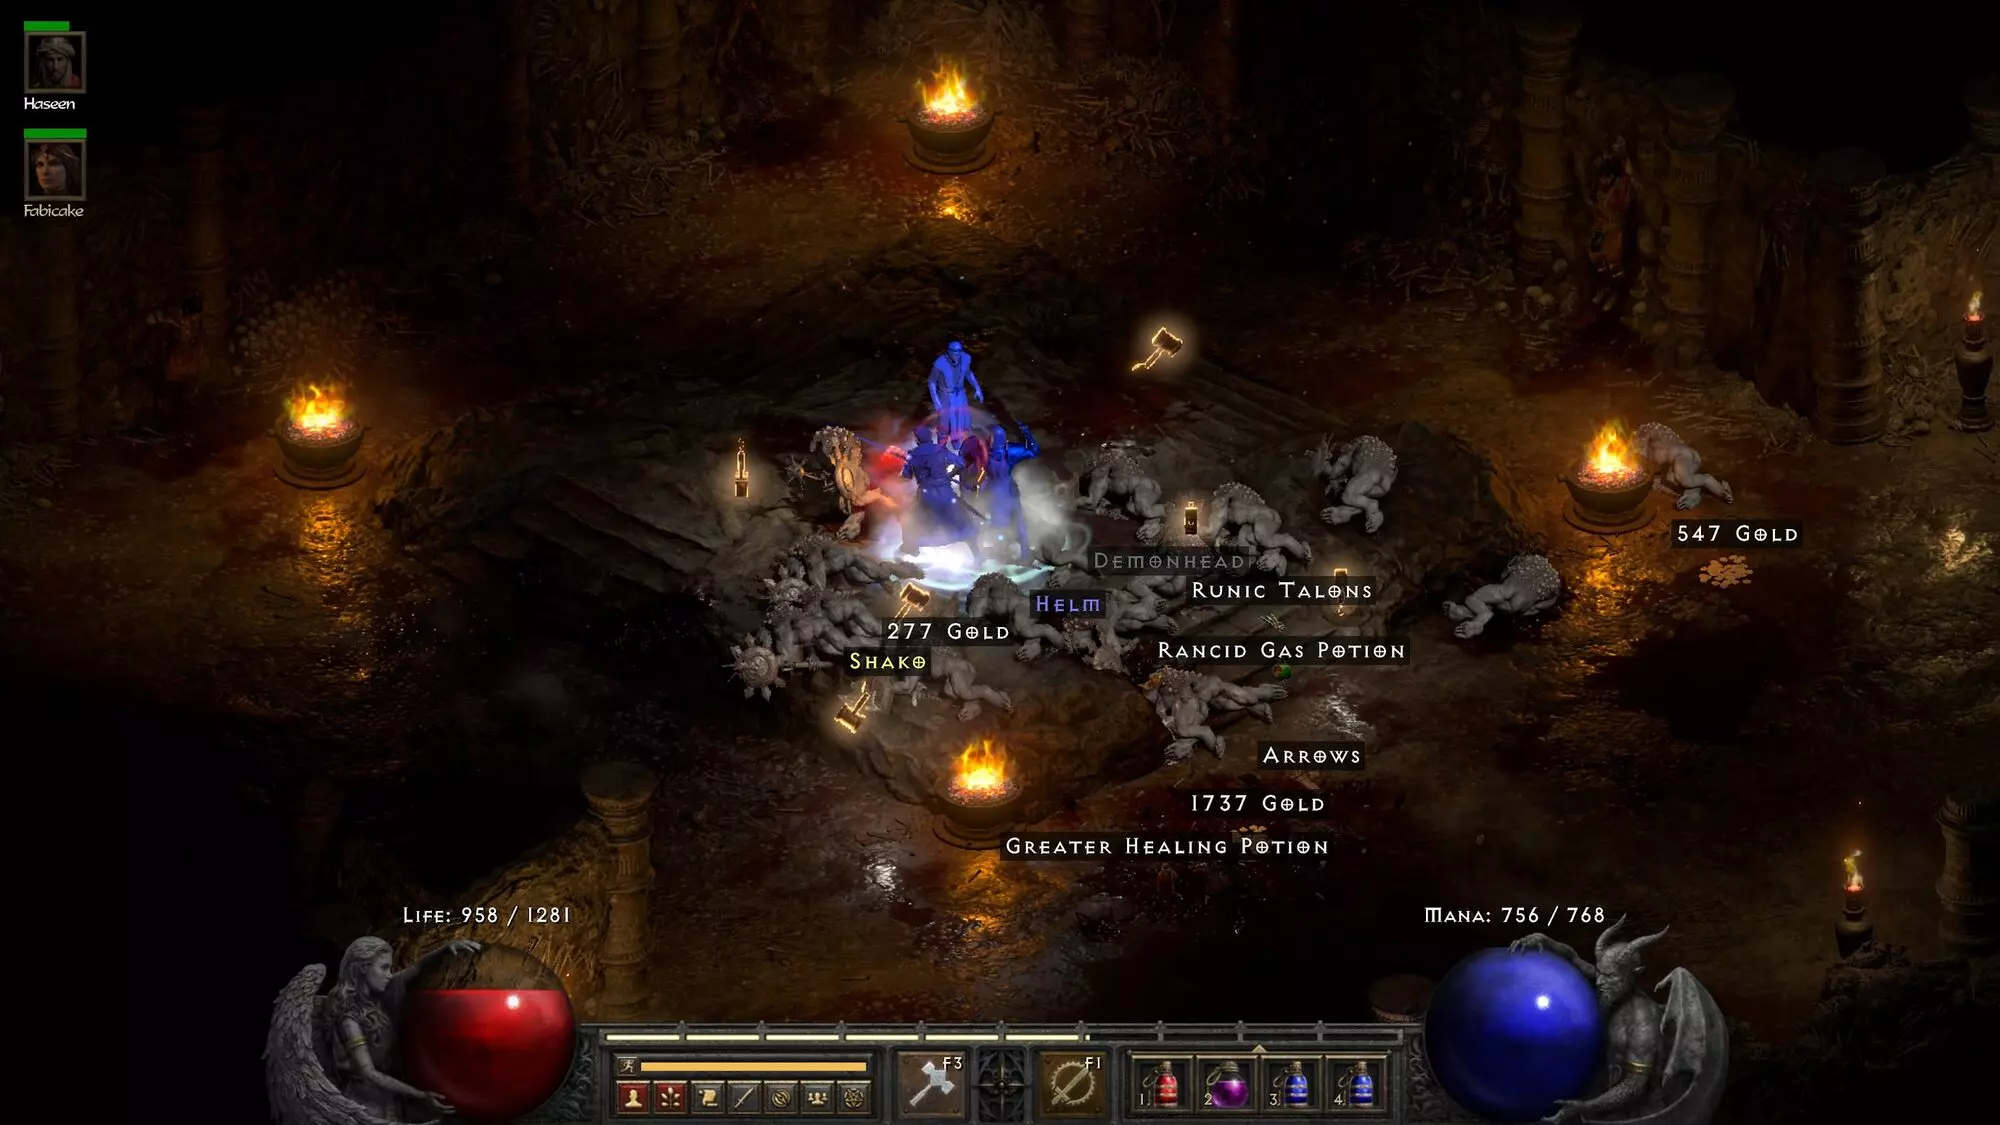 Haseen
Fabicake
547 Gold
Demonhead
Runic Talons
Helm
277 Gold
Rancid Gas Potion
Shako
Arrows
1737 Gold
Greater Healing Potion
Life: 958 / 1281
Mana: 756 / 768
F3
F1
1 2 3 4